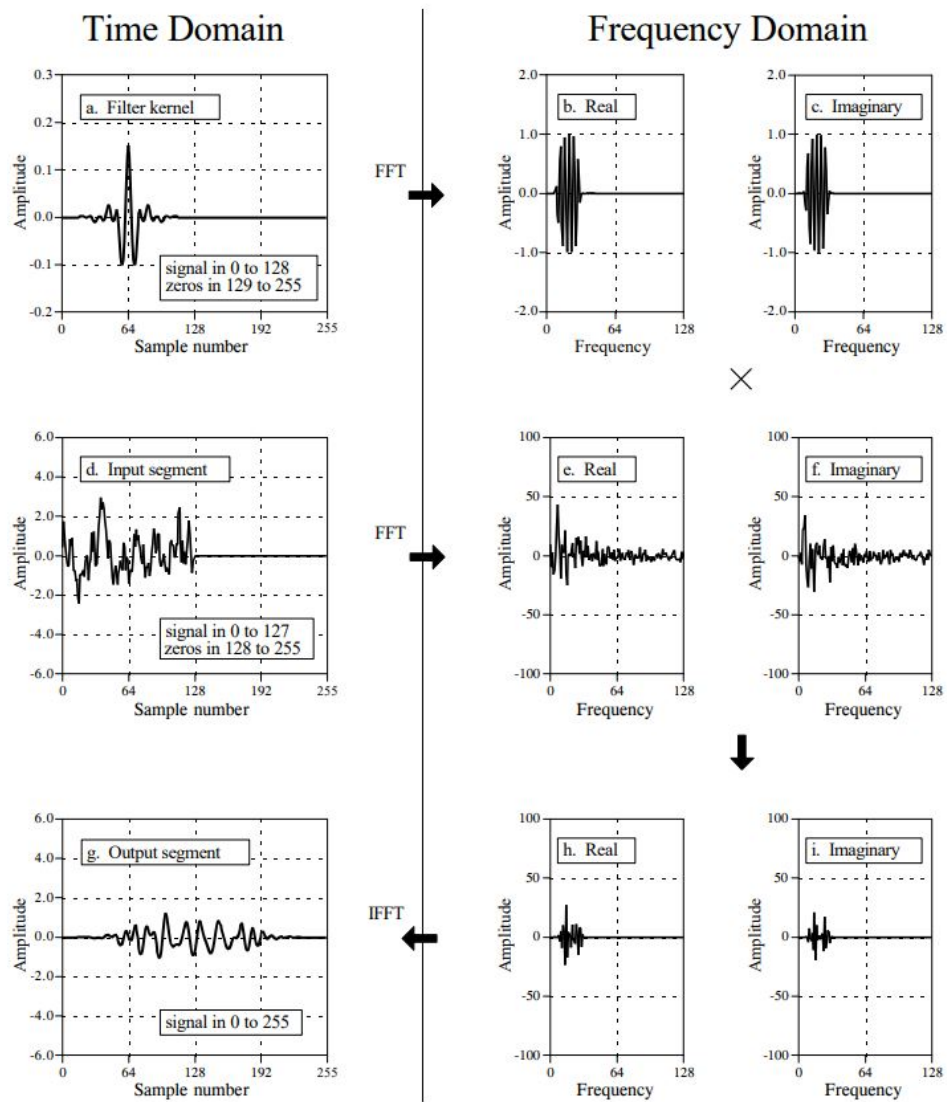 Time Domain
Frequency Domain
a. Filter kernel
Amplitude
0.3
0.2
0.1
0.0
-0.1
-0.2
signal in 0 to 128
zeros in 129 to 255
0 64 128 192 255
Sample number
FFT
b. Real
Amplitude
2.0
1.0
0.0
-1.0
-2.0
0 64 128
Frequency
c. Imaginary
Amplitude
2.0
1.0
0.0
-1.0
-2.0
0 64 128
Frequency
×
d. Input segment
Amplitude
6.0
4.0
2.0
0.0
-2.0
-4.0
-6.0
signal in 0 to 127
zeros in 128 to 255
0 64 128 192 255
Sample number
FFT
e. Real
Amplitude
100
50
0
-50
-100
0 64 128
Frequency
f. Imaginary
Amplitude
100
50
0
-50
-100
0 64 128
Frequency
g. Output segment
Amplitude
6.0
4.0
2.0
0.0
-2.0
-4.0
-6.0
signal in 0 to 255
0 64 128 192 255
Sample number
IFFT
h. Real
Amplitude
100
50
0
-50
-100
0 64 128
Frequency
i. Imaginary
Amplitude
100
50
0
-50
-100
0 64 128
Frequency